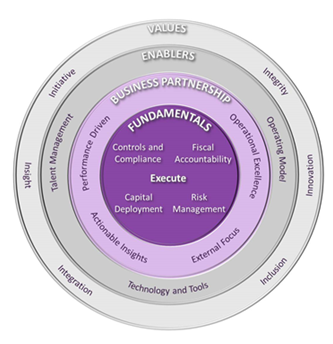 VALUES
Initiative
Integrity
Insight
Innovation
Integration
Inclusion
ENABLERS
Talent Management
Operating Model
Technology and Tools
BUSINESS PARTNERSHIP
Performance Driven
Operational Excellence
Actionable Insights
External Focus
FUNDAMENTALS
Controls and
Compliance
Fiscal
Accountability
Execute
Capital
Deployment
Risk
Management